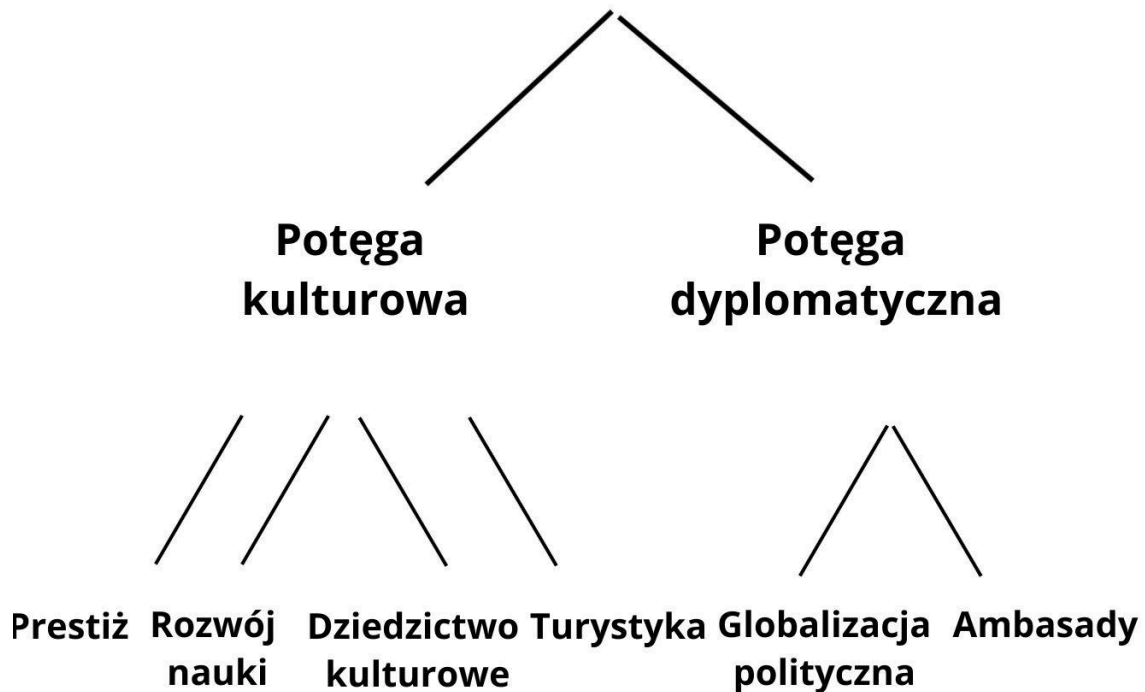 Potęga
kulturowa
Potęga
dyplomatyczna
Prestiż
Rozwój
nauki
Dziedzictwo
kulturowe
Turystyka
Globalizacja
polityczna
Ambasady